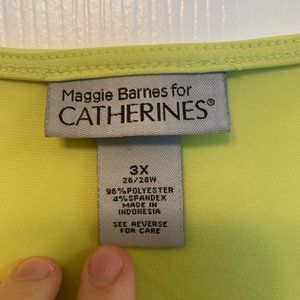 Maggie Barnes for
CATHERINES®
3X
26/28W
96%POLYESTER
4%SPANDEX
MADE IN
INDONESIA
SEE REVERSE
FOR CARE